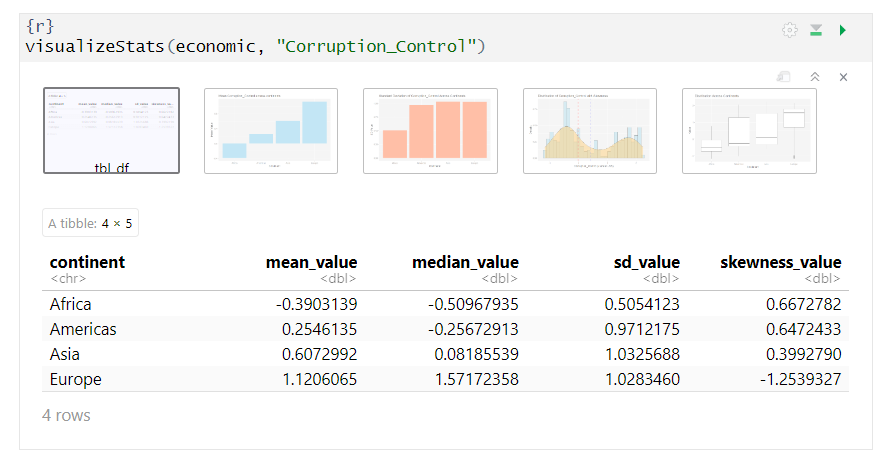 {r}
visualizeStats(economic, "Corruption_Control")
tbl_df
A tibble: 4 × 5
continent mean_value median_value sd_value skewness_value
<chr> <dbl> <dbl> <dbl> <dbl>
Africa -0.3903139 -0.50967935 0.5054123 0.6672782
Americas 0.2546135 -0.25672913 0.9712175 0.6472433
Asia 0.6072992 0.08185539 1.0325688 0.3992790
Europe 1.1206065 1.57172358 1.0283460 -1.2539327
4 rows